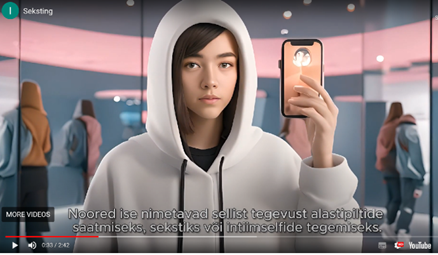 I
Seksting
Noored ise nimetavad sellist tegevust alastipiltide
saatmiseks, sekstiks või intiimselfide tegemiseks.
MORE VIDEOS
0:33 / 2:42
YouTube